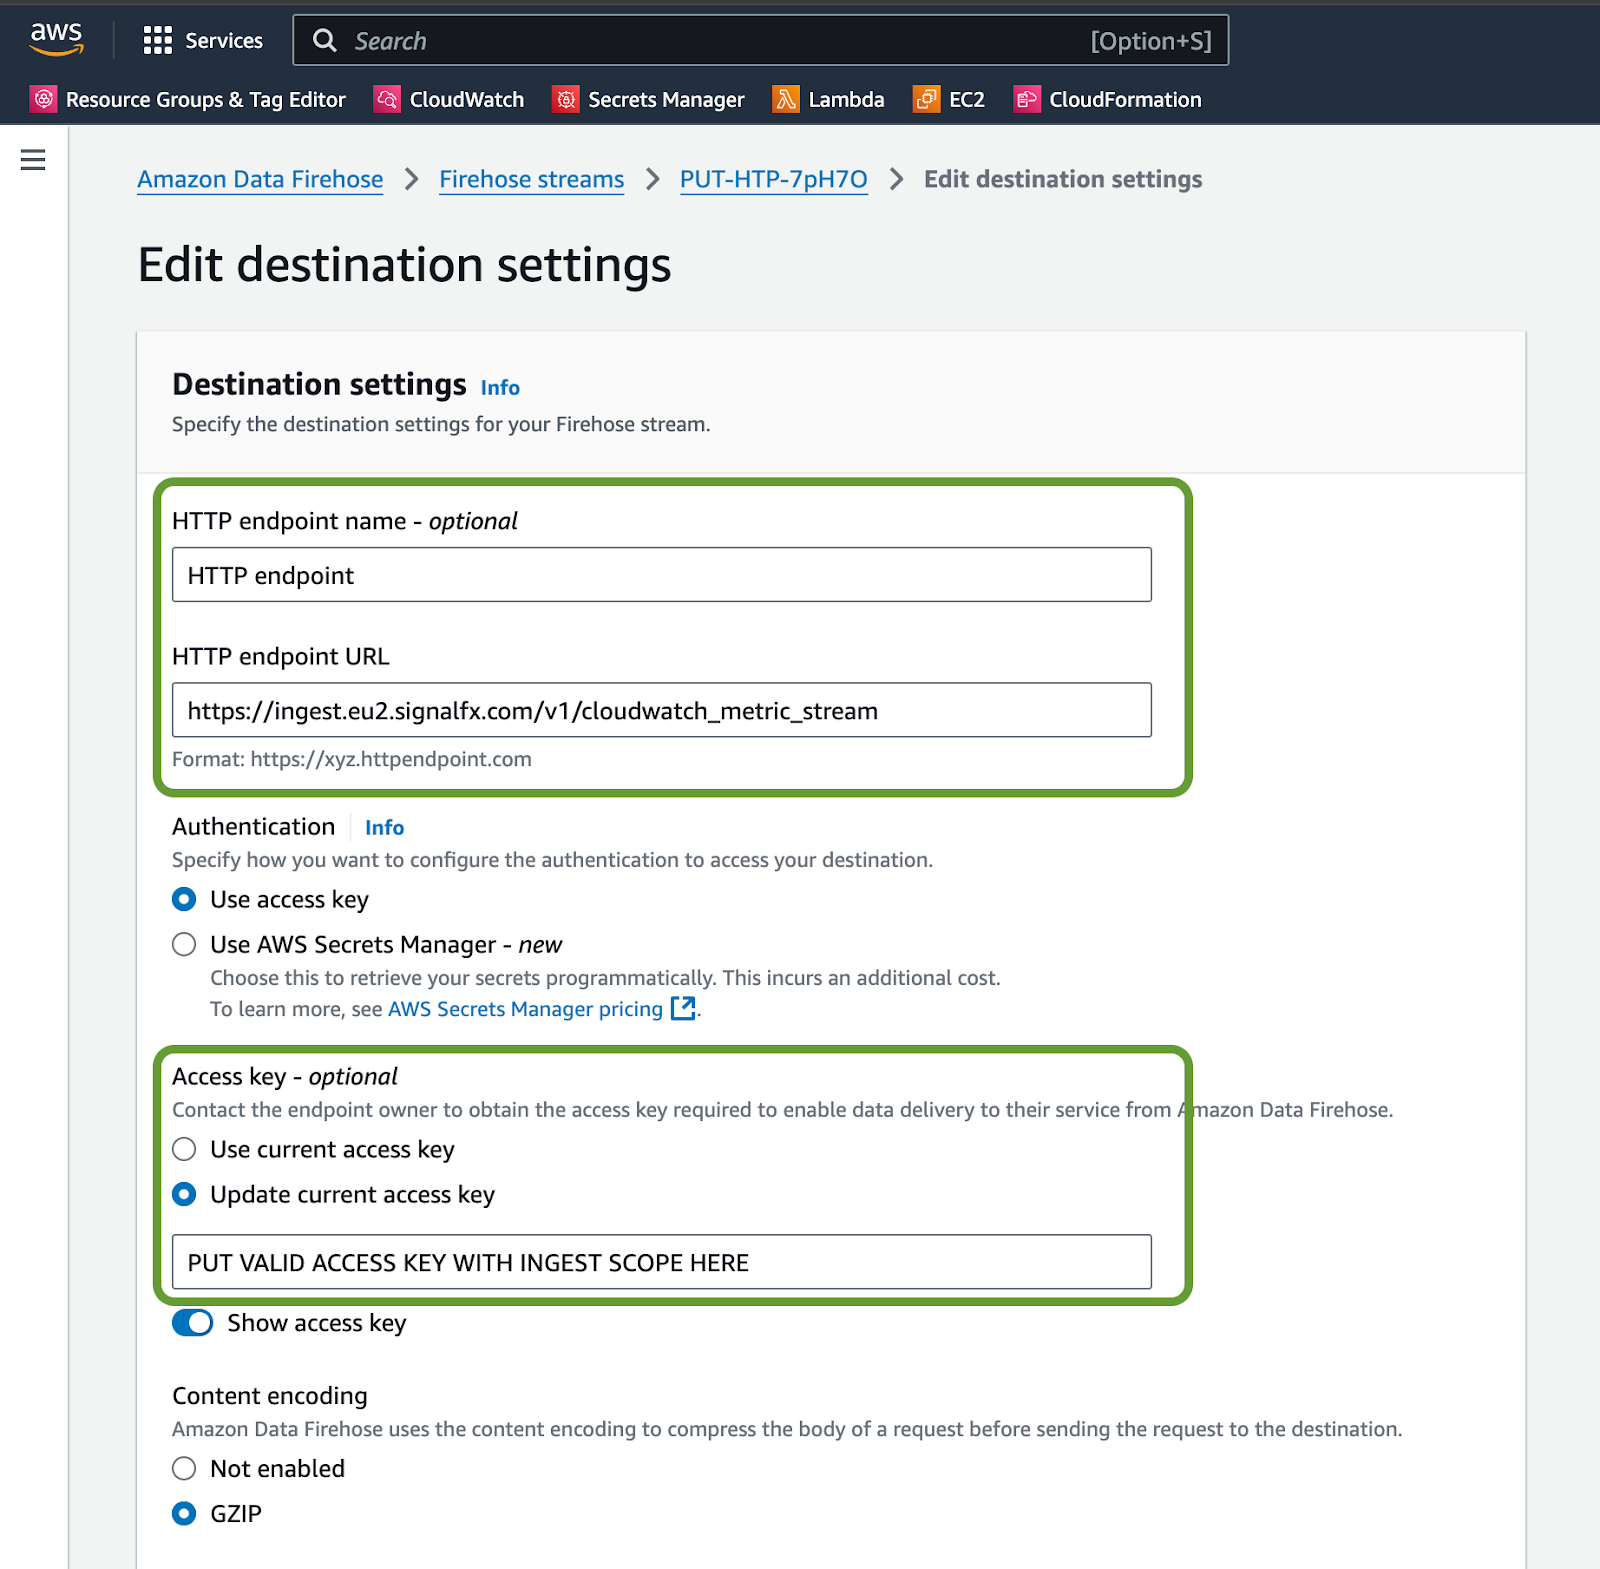 aws
Services
Search
[Option+S]
Resource Groups & Tag Editor
CloudWatch
Secrets Manager
Lambda
EC2
CloudFormation
Amazon Data Firehose
Firehose streams
PUT-HTP-7pH7O
Edit destination settings
Edit destination settings
Destination settings Info
Specify the destination settings for your Firehose stream.
HTTP endpoint name - optional
HTTP endpoint
HTTP endpoint URL
https://ingest.eu2.signalfx.com/v1/cloudwatch_metric_stream
Format: https://xyz.httpendpoint.com
Authentication Info
Specify how you want to configure the authentication to access your destination.
Use access key
Use AWS Secrets Manager - new
Choose this to retrieve your secrets programmatically. This incurs an additional cost.
To learn more, see AWS Secrets Manager pricing .
Access key - optional
Contact the endpoint owner to obtain the access key required to enable data delivery to their service from Amazon Data Firehose.
Use current access key
Update current access key
PUT VALID ACCESS KEY WITH INGEST SCOPE HERE
Show access key
Content encoding
Amazon Data Firehose uses the content encoding to compress the body of a request before sending the request to the destination.
Not enabled
GZIP